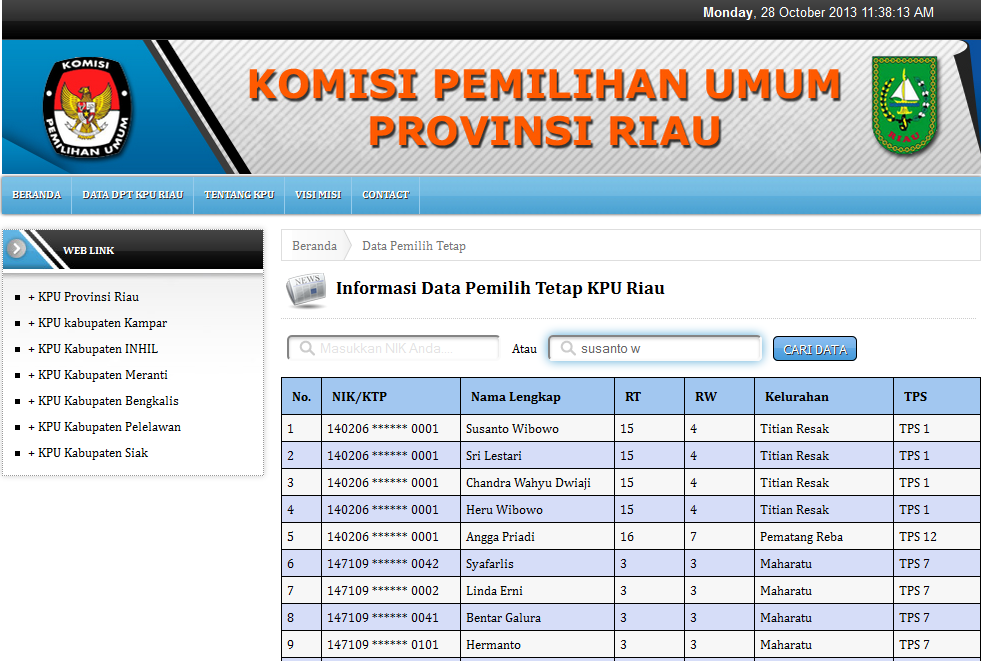 Monday, 28 October 2013 11:38:13 AM
KOMISI
PEMILIHAN UMUM
KOMISI PEMILIHAN UMUM
PROVINSI RIAU
RIAU
BERANDA DATA DPT KPU RIAU TENTANG KPU VISI MISI CONTACT
WEB LINK
+ KPU Provinsi Riau
+ KPU kabupaten Kampar
+ KPU Kabupaten INHIL
+ KPU Kabupaten Meranti
+ KPU Kabupaten Bengkalis
+ KPU Kabupaten Pelelawan
+ KPU Kabupaten Siak
Beranda Data Pemilih Tetap
NEWS
Informasi Data Pemilih Tetap KPU Riau
Masukkan NIK Anda.... Atau susanto w CARI DATA
No. NIK/KTP Nama Lengkap RT RW Kelurahan TPS
1 140206 ****** 0001 Susanto Wibowo 15 4 Titian Resak TPS 1
2 140206 ****** 0001 Sri Lestari 15 4 Titian Resak TPS 1
3 140206 ****** 0001 Chandra Wahyu Dwiaji 15 4 Titian Resak TPS 1
4 140206 ****** 0001 Heru Wibowo 15 4 Titian Resak TPS 1
5 140206 ****** 0001 Angga Priadi 16 7 Pematang Reba TPS 12
6 147109 ****** 0042 Syafarlis 3 3 Maharatu TPS 7
7 147109 ****** 0002 Linda Erni 3 3 Maharatu TPS 7
8 147109 ****** 0041 Bentar Galura 3 3 Maharatu TPS 7
9 147109 ****** 0101 Hermanto 3 3 Maharatu TPS 7